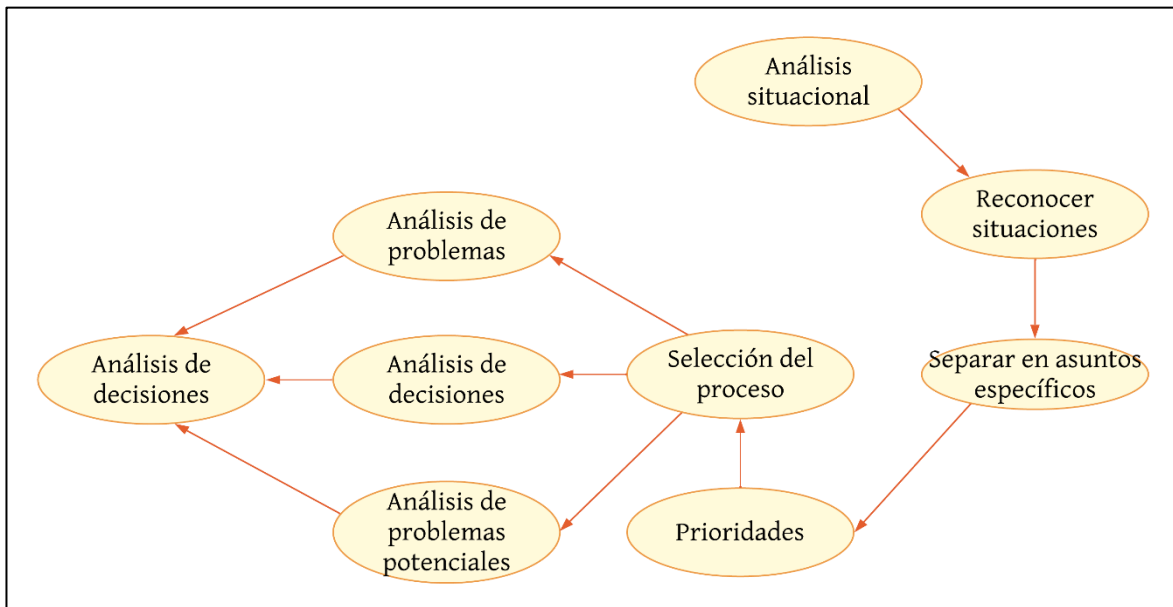 Análisis
situacional
Reconocer
situaciones
Análisis de
problemas
Análisis de
decisiones
Análisis de
decisiones
Selección del
proceso
Separar en asuntos
específicos
Análisis de
problemas
potenciales
Prioridades